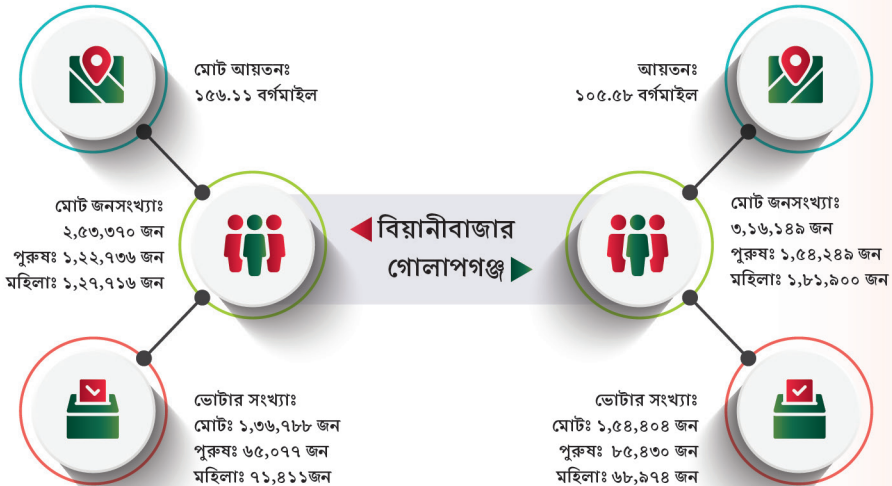 মোট আয়তনঃ
১৫৬.১১ বর্গমাইল
মোট জনসংখ্যাঃ
২,৫৩,৩৭০ জন
পুরুষঃ ১,২২,৭৩৬ জন
মহিলাঃ ১,২৭,৭১৬ জন
ভোটার সংখ্যাঃ
মোটঃ ১,৩৬,৭৮৮ জন
পুরুষঃ ৬৫,০৭৭ জন
মহিলাঃ ৭১,৪১১জন
বিয়ানীবাজার
গোলাপগঞ্জ
আয়তনঃ
১০৫.৫৮ বর্গমাইল
মোট জনসংখ্যাঃ
৩,১৬,১৪৯ জন
পুরুষঃ ১,৫৪,২৪৯ জন
মহিলাঃ ১,৮১,৯০০ জন
ভোটার সংখ্যাঃ
মোটঃ ১,৫৪,৪০৪ জন
পুরুষঃ ৮৫,৪৩০ জন
মহিলাঃ ৬৮,৯৭৪ জন